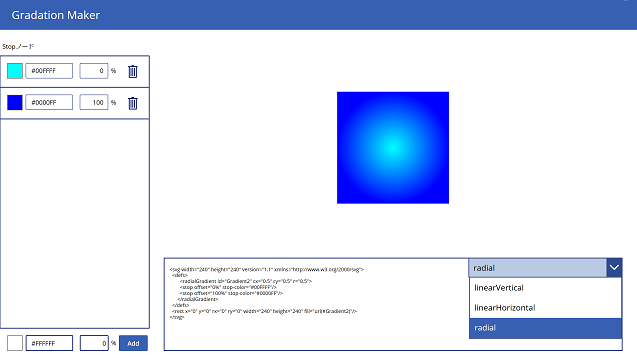 Gradation Maker
Stopノード
#00FFFF 0 %
#0000FF 100 %
<svg width="240" height="240" version="1.1" xmlns="http://www.w3.org/2000/svg">
<defs>
<radialGradient id="Gradient2" cx="0.5" cy="0.5" r="0.5">
<stop offset="0%" stop-color="#00FFFF"/>
<stop offset="100%" stop-color="#0000FF"/>
</radialGradient>
</defs>
<rect x="0" y="0" rx="0" ry="0" width="240" height="240" fill="url(#Gradient2)"/>
</svg>
radial
linearVertical
linearHorizontal
radial
#FFFFFF 0 % Add